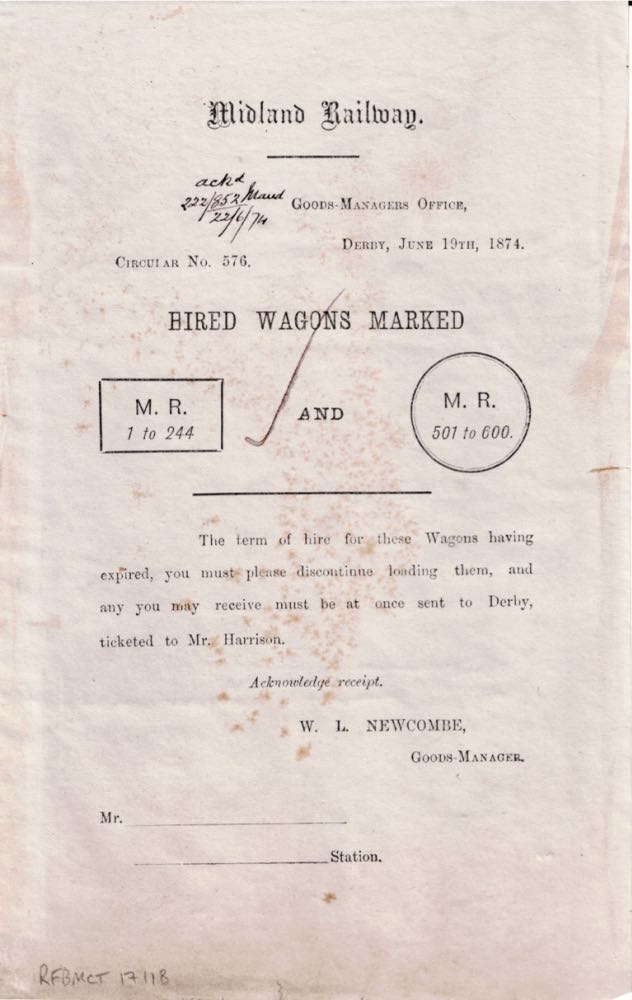 Midland Railway.
ackd
222/852 Maud
22/6/74
Goods-Managers Office,
Derby, June 19th, 1874.
Circular No. 576.
HIRED WAGONS MARKED
M. R.
1 to 244
AND
M. R.
501 to 600.
The term of hire for these Wagons having
expired, you must please discontinue loading them, and
any you may receive must be at once sent to Derby,
ticketed to Mr. Harrison.
Acknowledge receipt.
W. L. NEWCOMBE,
Goods-Manager.
Mr.
Station.
RFBMCT 17118